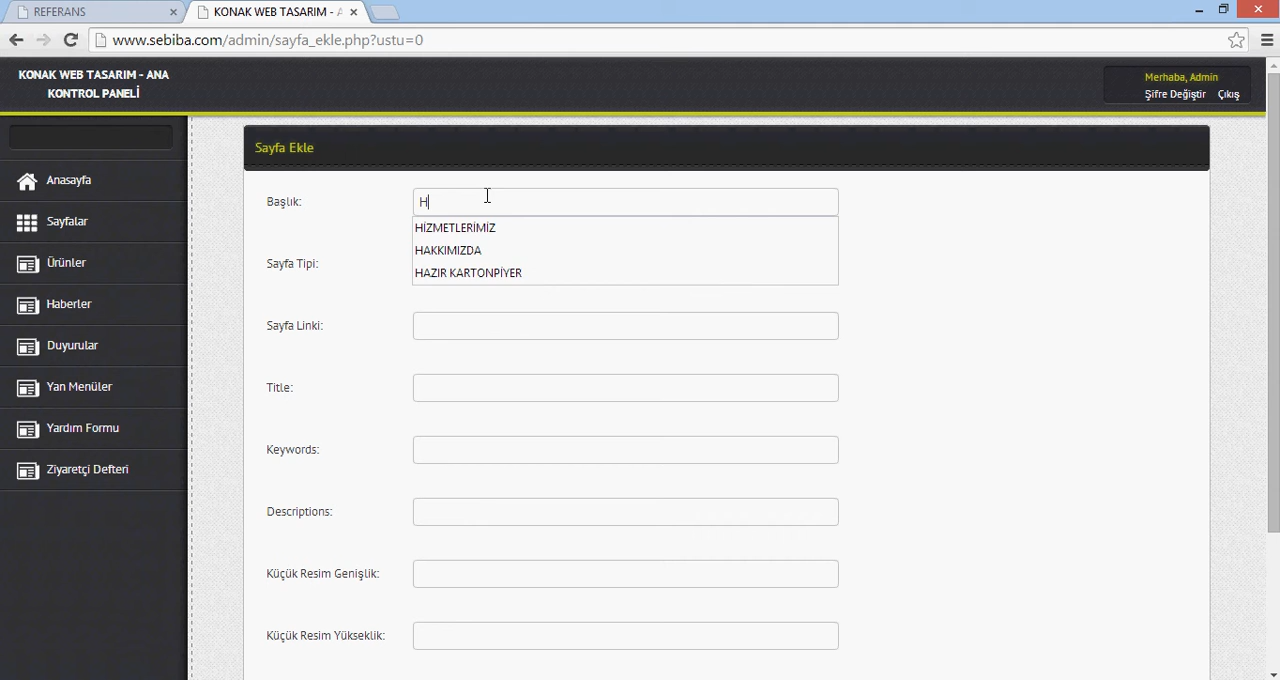 REFERANS
KONAK WEB TASARIM - A
www.sebiba.com/admin/sayfa_ekle.php?ustu=0
KONAK WEB TASARIM - ANA
KONTROL PANELİ
Merhaba, Admin
Şifre Değiştir Çıkış
Anasayfa
Sayfalar
Ürünler
Haberler
Duyurular
Yan Menüler
Yardım Formu
Ziyaretçi Defteri
Sayfa Ekle
Başlık:
H
HİZMETLERİMİZ
HAKKIMIZDA
HAZIR KARTONPİYER
Sayfa Tipi:
Sayfa Linki:
Title:
Keywords:
Descriptions:
Küçük Resim Genişlik:
Küçük Resim Yükseklik: